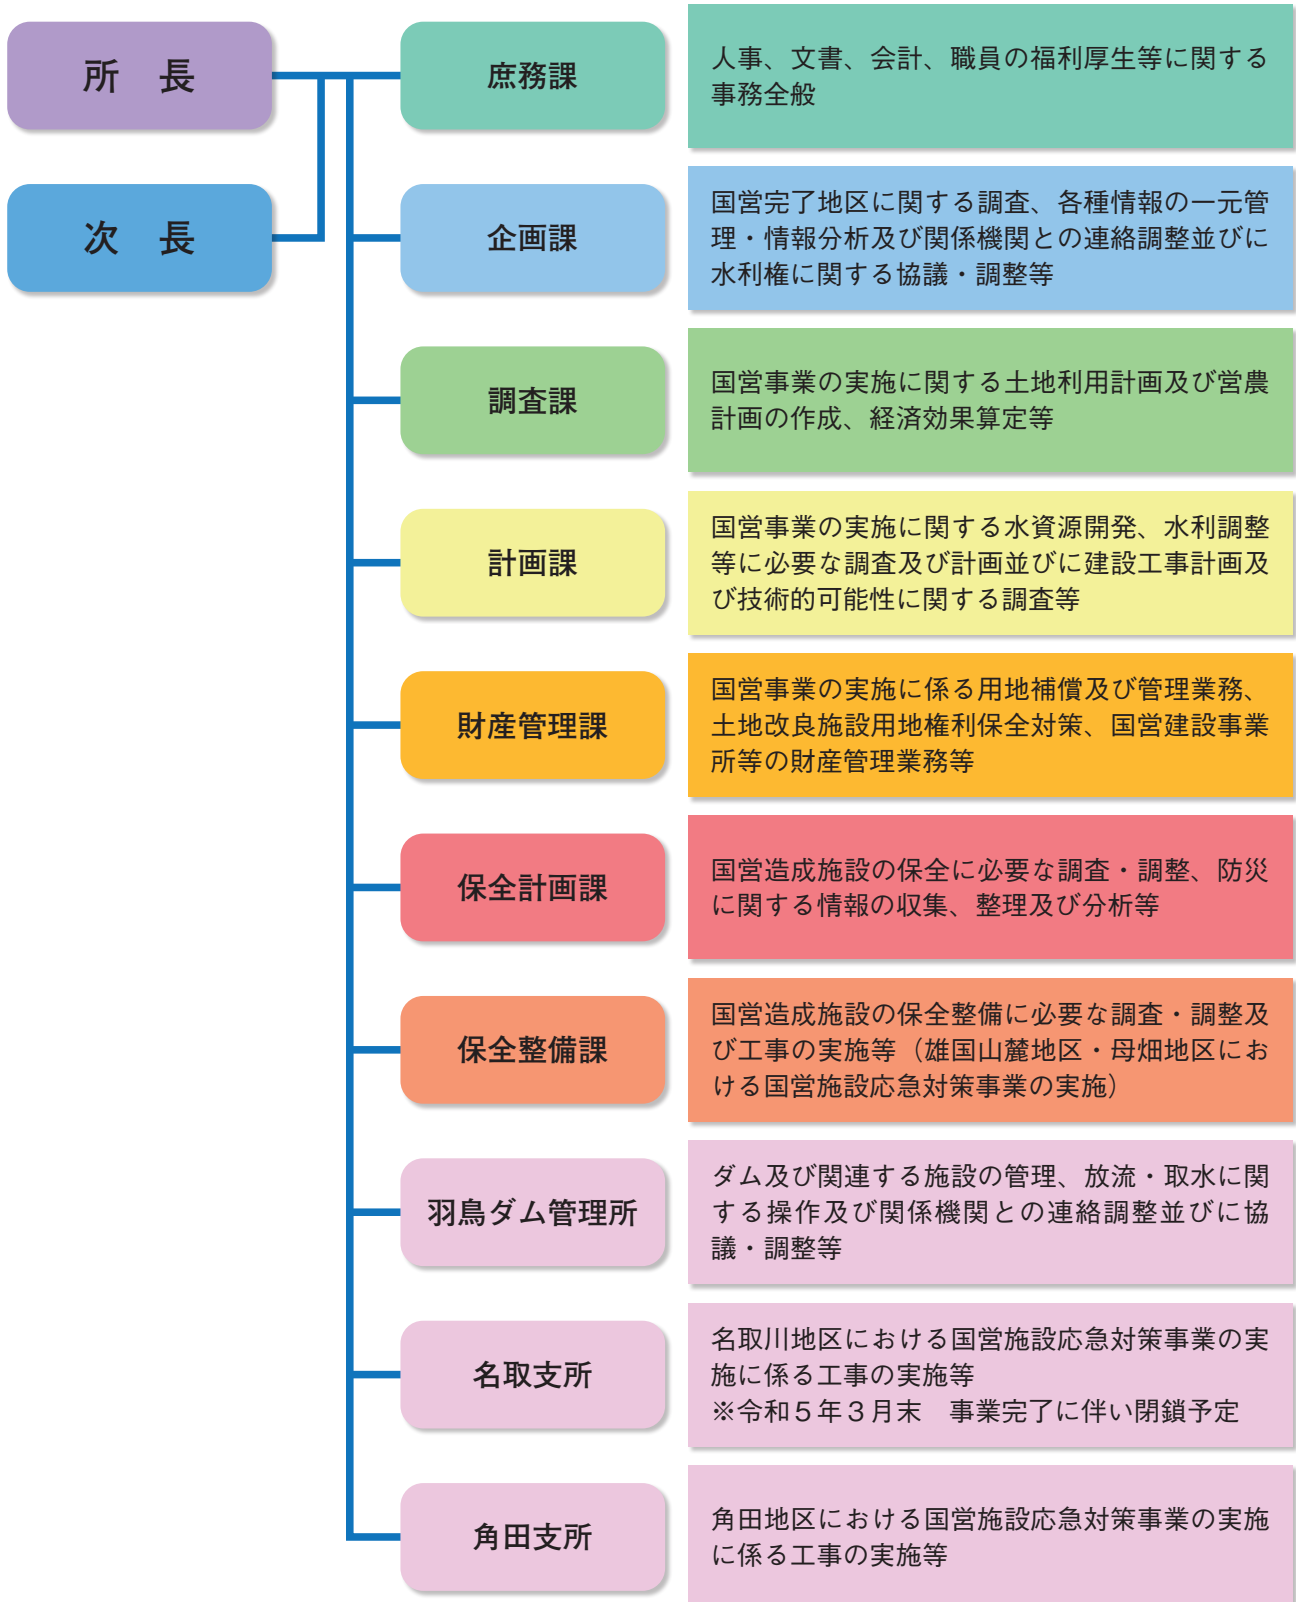 所　長
次　長
庶務課
人事、文書、会計、職員の福利厚生等に関する
事務全般
企画課
国営完了地区に関する調査、各種情報の一元管
理・情報分析及び関係機関との連絡調整並びに
水利権に関する協議・調整等
調査課
国営事業の実施に関する土地利用計画及び営農
計画の作成、経済効果算定等
計画課
国営事業の実施に関する水資源開発、水利調整
等に必要な調査及び計画並びに建設工事計画及
び技術的可能性に関する調査等
財産管理課
国営事業の実施に係る用地補償及び管理業務、
土地改良施設用地権利保全対策、国営建設事業
所等の財産管理業務等
保全計画課
国営造成施設の保全に必要な調査・調整、防災
に関する情報の収集、整理及び分析等
保全整備課
国営造成施設の保全整備に必要な調査・調整及
び工事の実施等（雄国山麓地区・母畑地区にお
ける国営施設応急対策事業の実施）
羽鳥ダム管理所
ダム及び関連する施設の管理、放流・取水に関
する操作及び関係機関との連絡調整並びに協
議・調整等
名取支所
名取川地区における国営施設応急対策事業の実
施に係る工事の実施等
※令和５年３月末　事業完了に伴い閉鎖予定
角田支所
角田地区における国営施設応急対策事業の実施
に係る工事の実施等